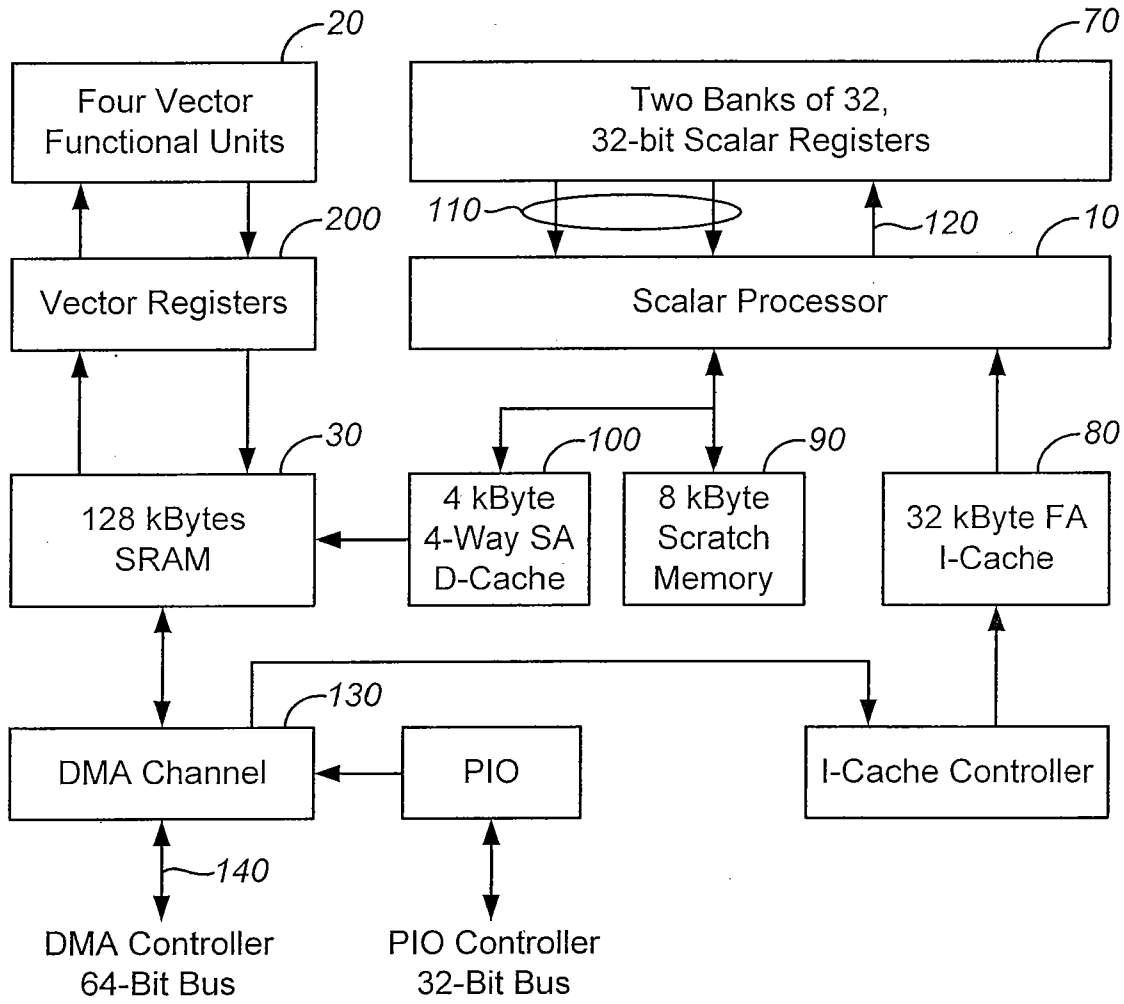 20
70
Four Vector
Functional Units
Two Banks of 32,
32-bit Scalar Registers
110
120
200
10
Vector Registers
Scalar Processor
30
100
90
80
128 kBytes
SRAM
4 kByte
4-Way SA
D-Cache
8 kByte
Scratch
Memory
32 kByte FA
I-Cache
130
DMA Channel
PIO
I-Cache Controller
140
DMA Controller
64-Bit Bus
PIO Controller
32-Bit Bus